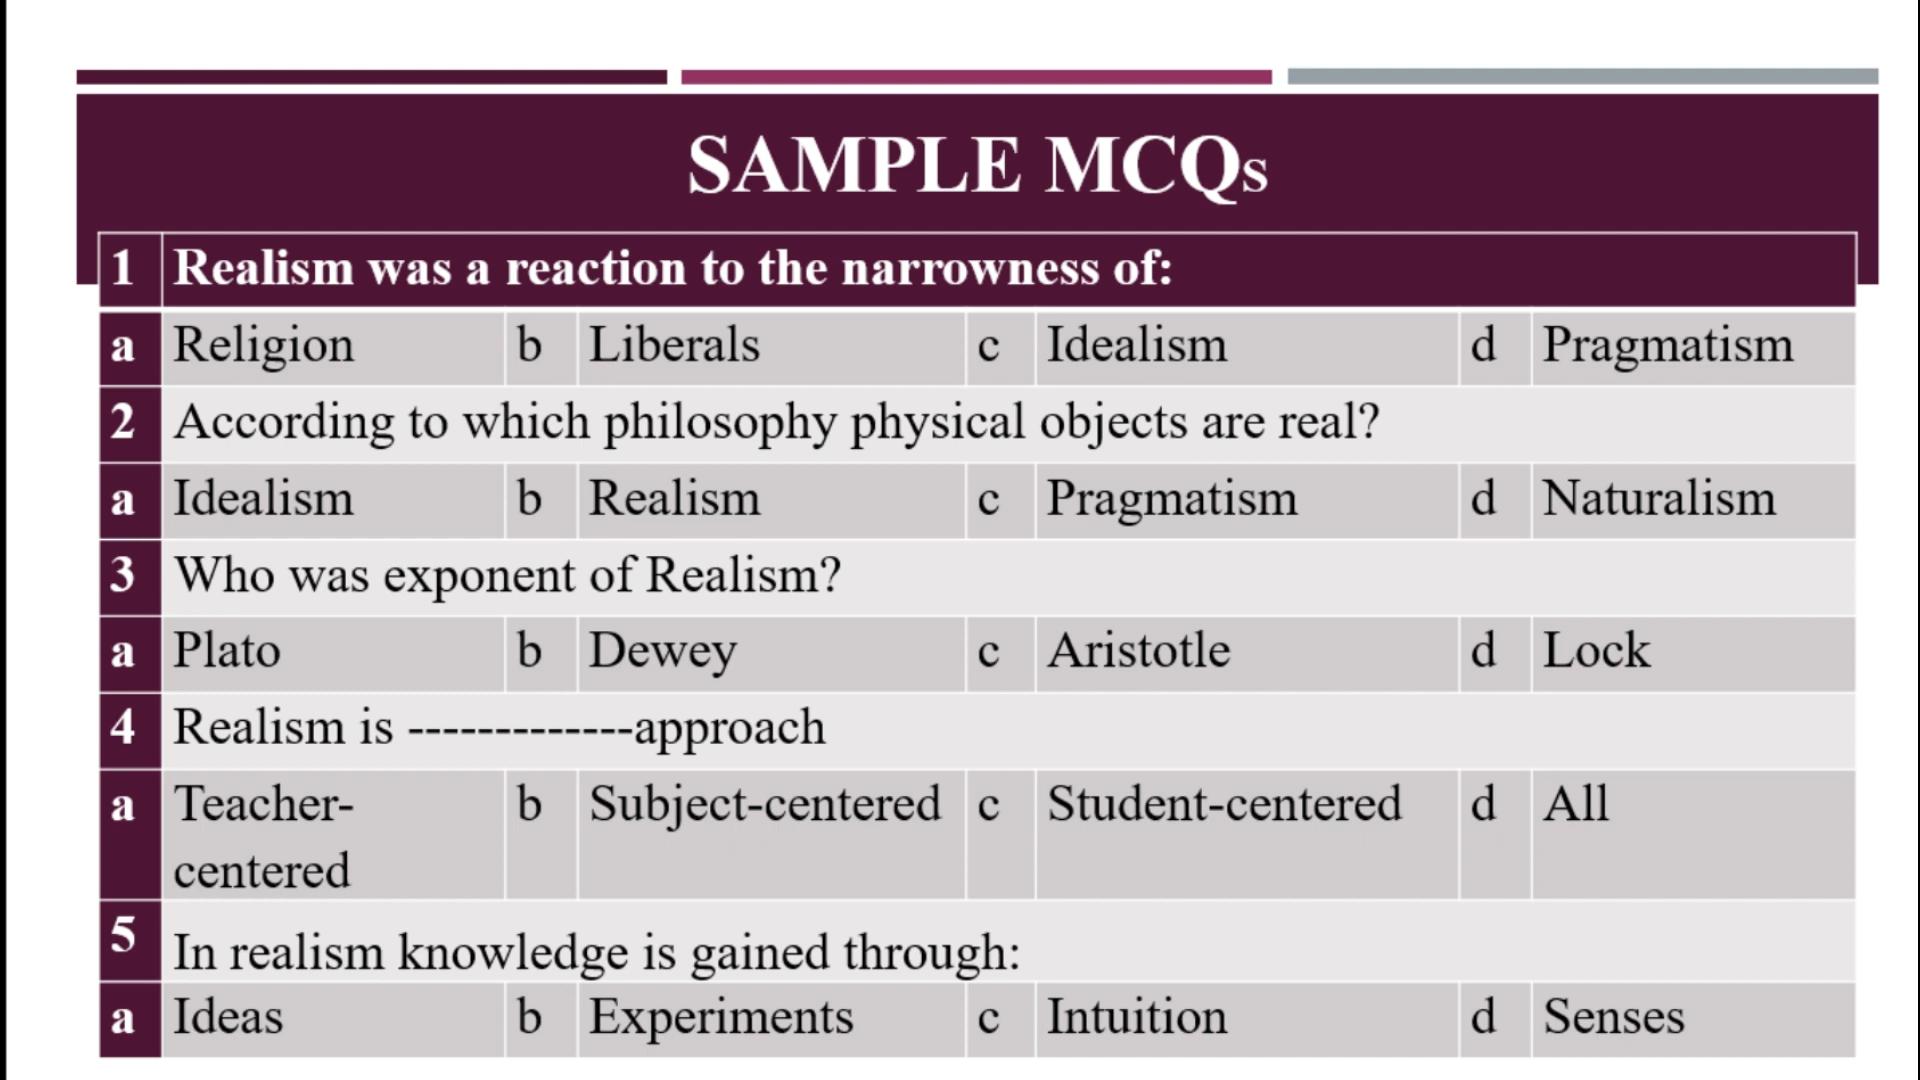 SAMPLE MCQs
1 Realism was a reaction to the narrowness of:
a Religion b Liberals c Idealism d Pragmatism
2 According to which philosophy physical objects are real?
a Idealism b Realism c Pragmatism d Naturalism
3 Who was exponent of Realism?
a Plato b Dewey c Aristotle d Lock
4 Realism is -------------approach
a Teacher- b Subject-centered c Student-centered d All
centered
5 In realism knowledge is gained through:
a Ideas b Experiments c Intuition d Senses